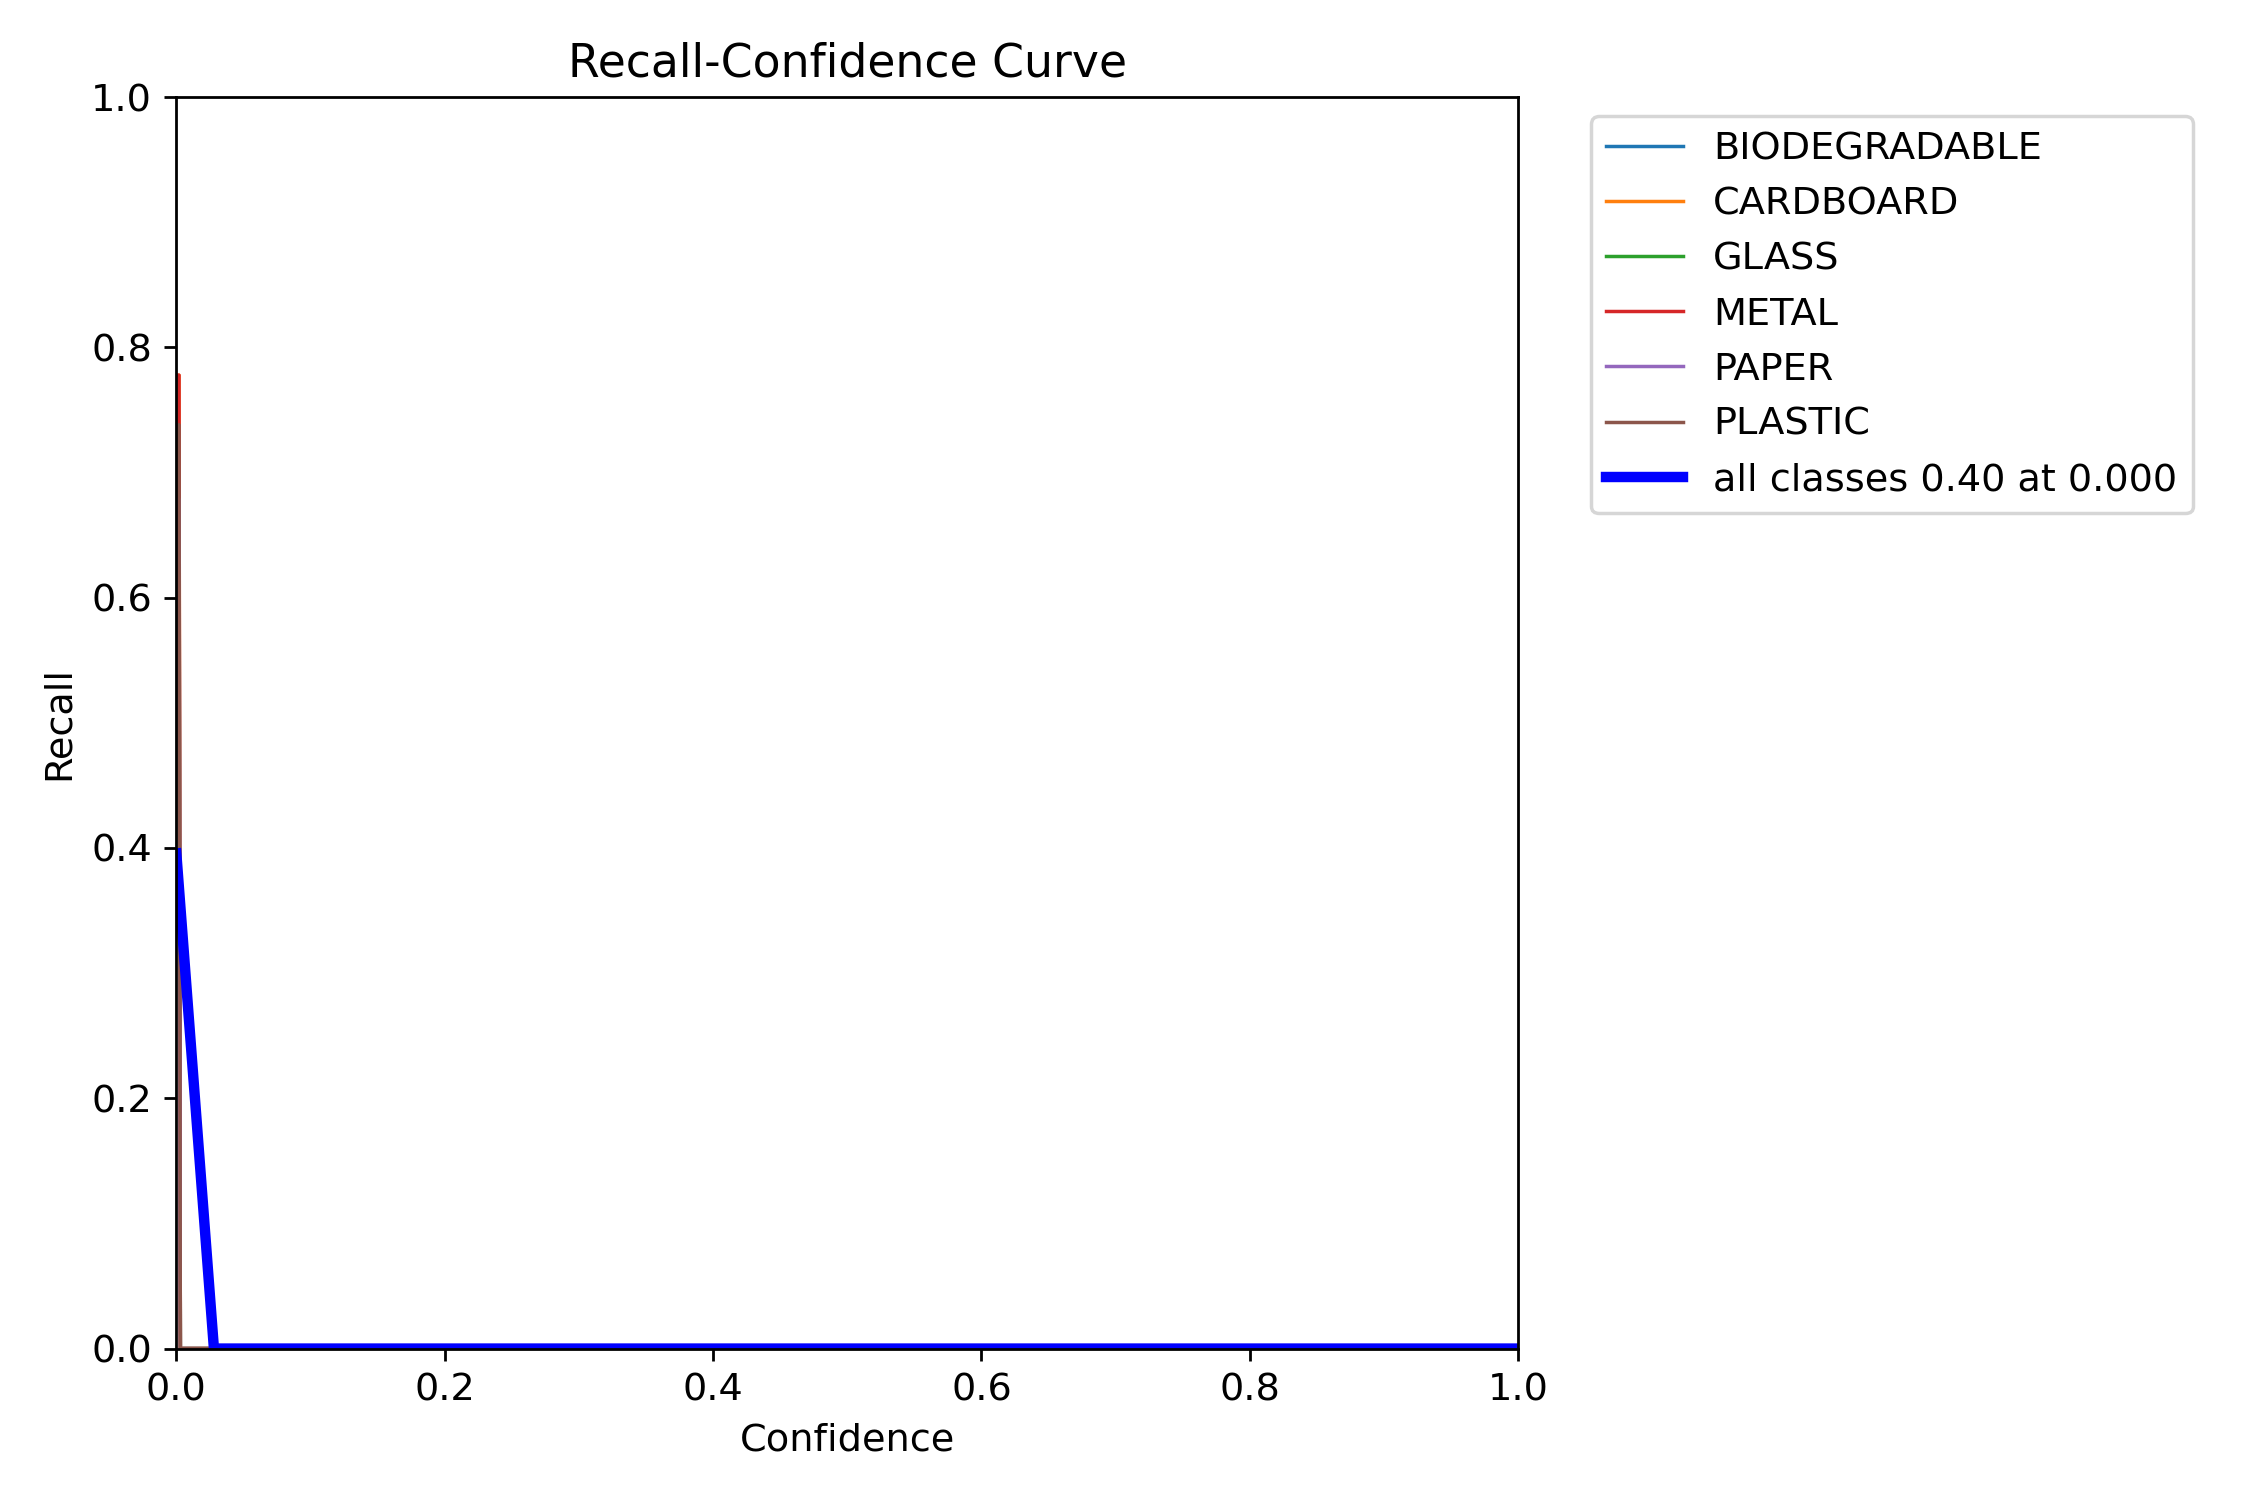 Recall-Confidence Curve
1.0
0.8
0.6
0.4
0.2
0.0
Recall
0.0 0.2 0.4 0.6 0.8 1.0
Confidence
BIODEGRADABLE
CARDBOARD
GLASS
METAL
PAPER
PLASTIC
all classes 0.40 at 0.000